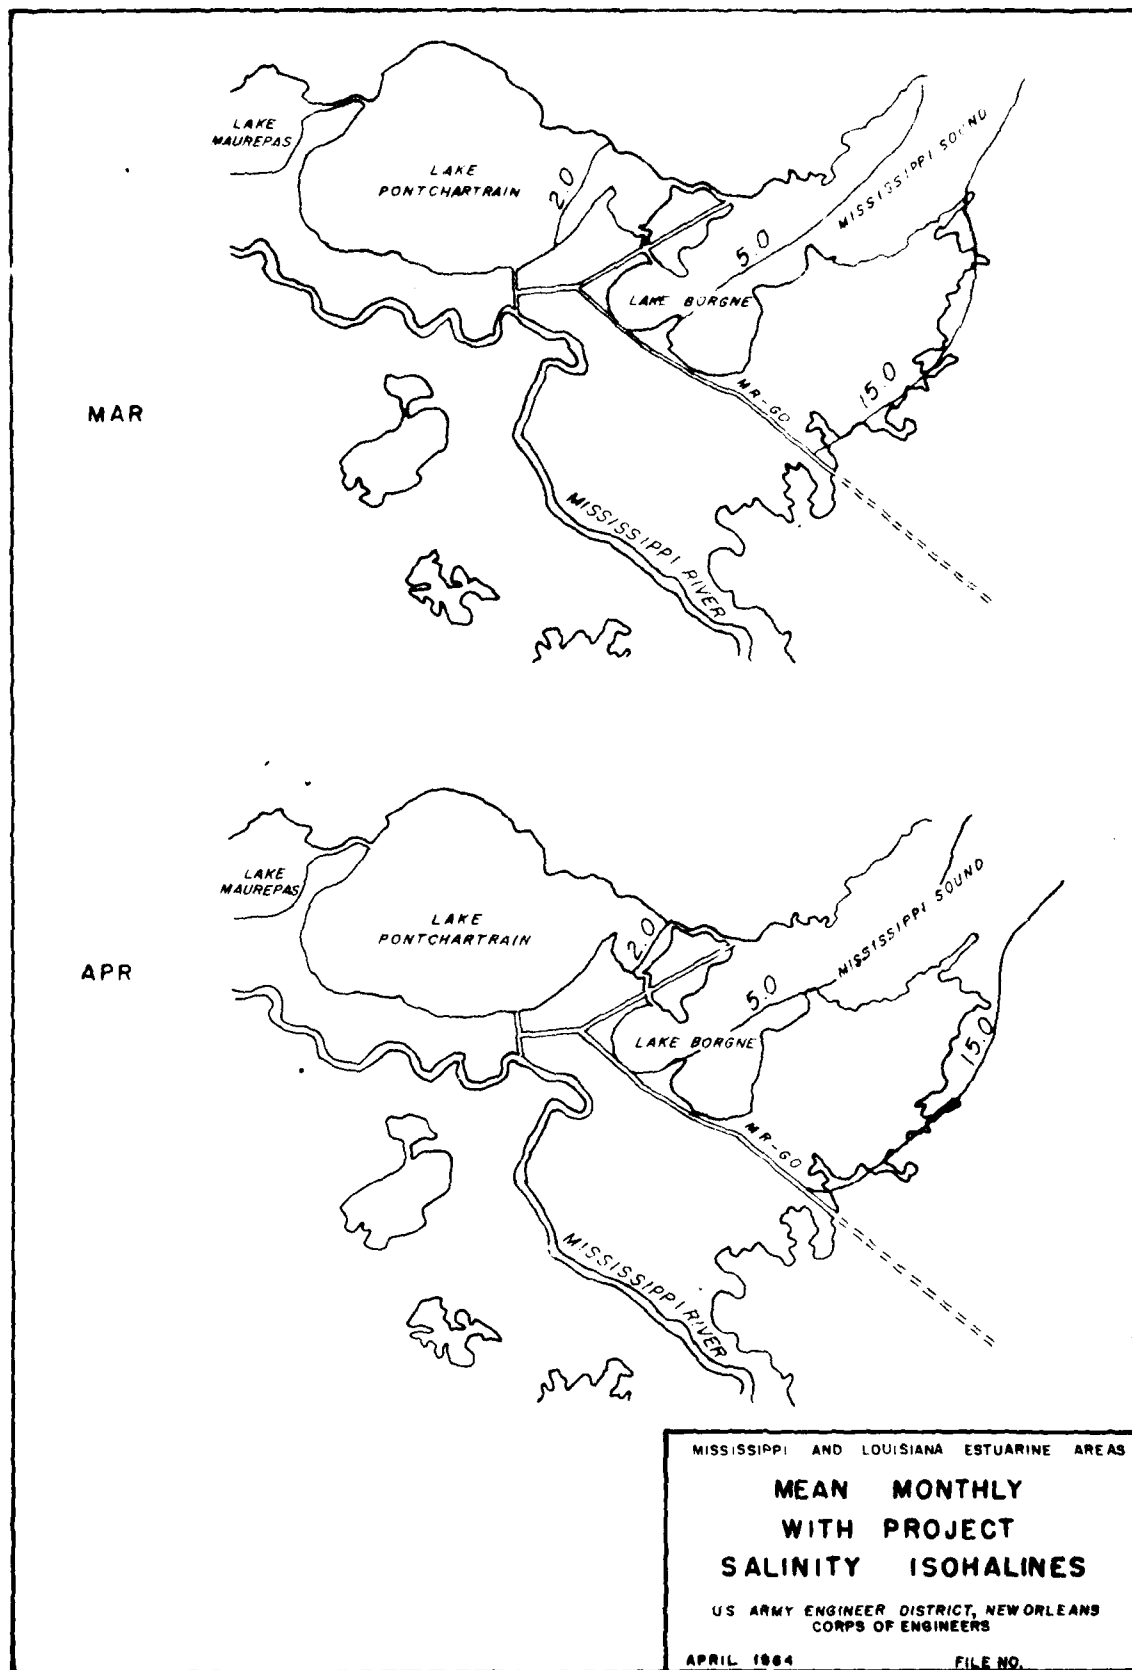 LAKE
MAUREPAS
LAKE
PONTCHARTRAIN
2.0
MISSISSIPPI SOUND
5.0
LAKE BORGNE
15.0
MR-GO
MAR
MISSISSIPPI RIVER
LAKE
MAUREPAS
LAKE
PONTCHARTRAIN
2.0
MISSISSIPPI SOUND
5.0
APR
LAKE BORGNE
15.0
MR-GO
MISSISSIPPI RIVER
MISSISSIPPI AND LOUISIANA ESTUARINE AREAS
MEAN MONTHLY
WITH PROJECT
SALINITY ISOHALINES
US ARMY ENGINEER DISTRICT, NEW ORLEANS
CORPS OF ENGINEERS
APRIL 1984 FILE NO.